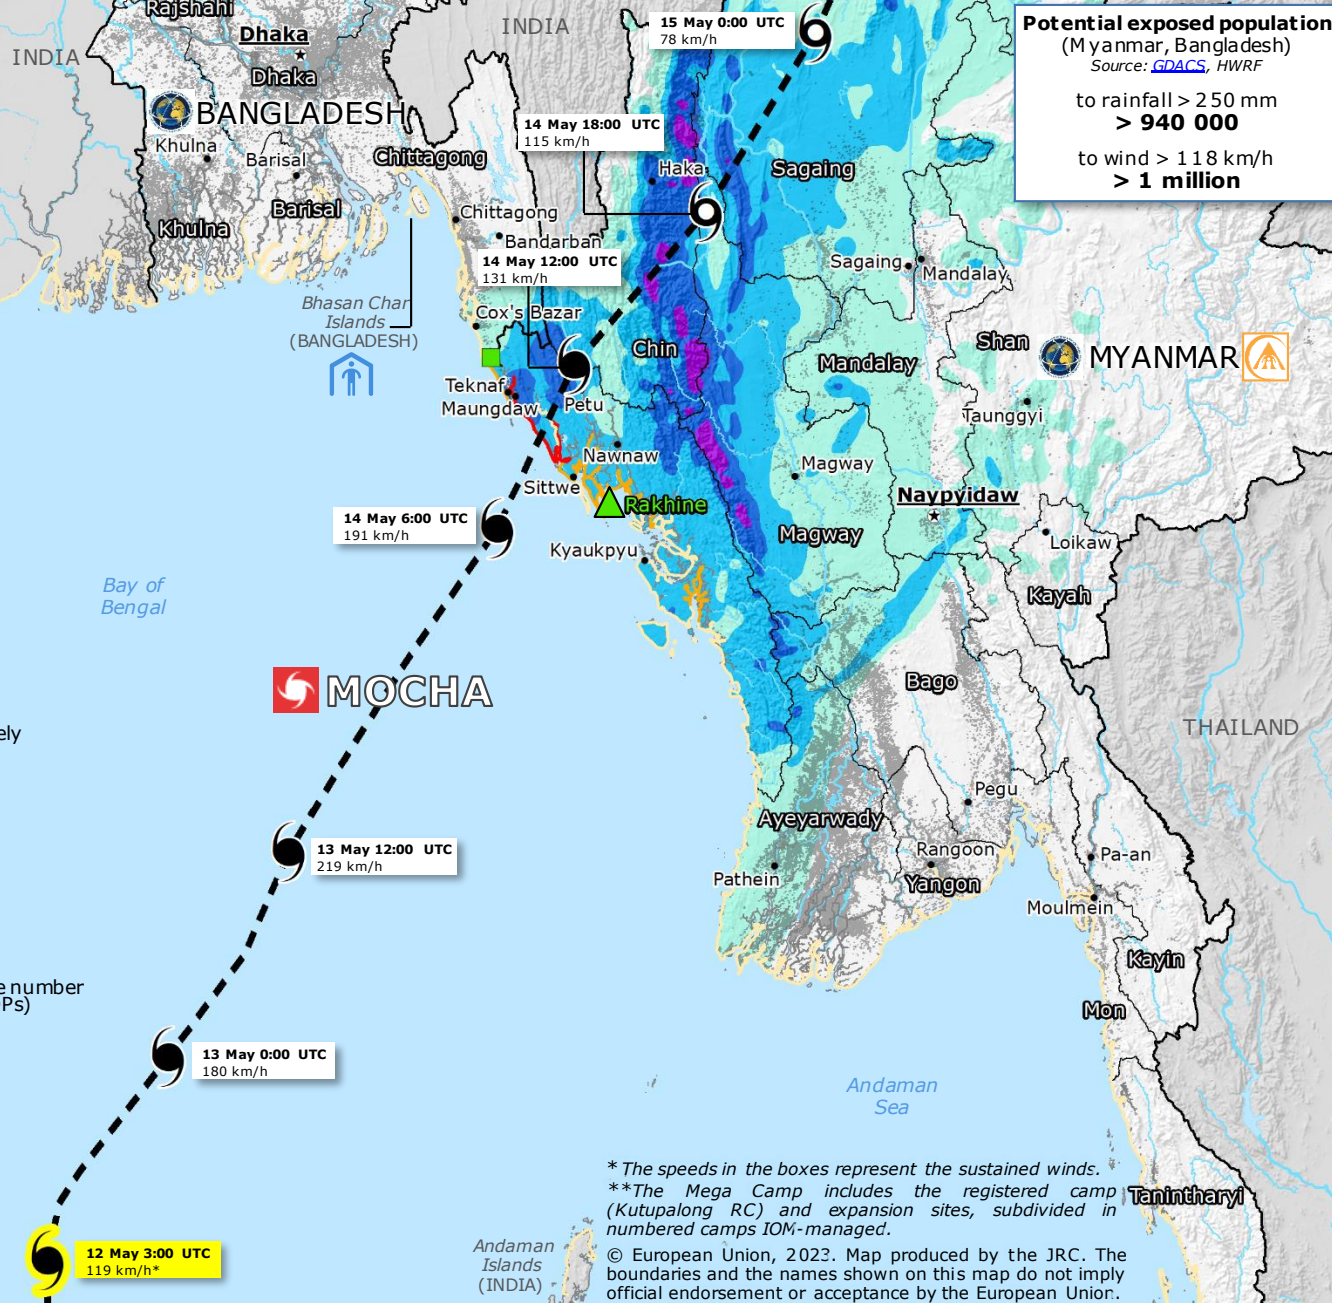 Rajshahi
INDIA
Dhaka
Dhaka
BANGLADESH
Khulna
Barisal
Chittagong
Barisal
Khulna
INDIA
15 May 0:00 UTC
78 km/h
Potential exposed population
(Myanmar, Bangladesh)
Source: GDACS, HWRF
to rainfall > 250 mm
> 940 000
to wind > 118 km/h
> 1 million
14 May 18:00 UTC
115 km/h
Haka
Sagaing
Chittagong
Bandarban
14 May 12:00 UTC
131 km/h
Sagaing
Mandalay
Bhasan Char
Islands
(BANGLADESH)
Cox's Bazar
Chin
Mandalay
Shan
MYANMAR
Teknaf
Maungdaw
Petu
Taunggyi
Nawnaw
Magway
Sittwe
Rakhine
Naypyidaw
14 May 6:00 UTC
191 km/h
Kyaukpyu
Magway
Loikaw
Kayah
Bay of
Bengal
MOCHA
Bago
THAILAND
ely
Pegu
Ayeyarwady
13 May 12:00 UTC
219 km/h
Rangoon
Pa-an
Pathein
Yangon
Moulmein
Kayin
e number
Ps)
Mon
13 May 0:00 UTC
180 km/h
Andaman
Sea
* The speeds in the boxes represent the sustained winds.
**The Mega Camp includes the registered camp
(Kutupalong RC) and expansion sites, subdivided in
numbered camps IOM-managed.
Tanintharyi
12 May 3:00 UTC
119 km/h*
Andaman
Islands
(INDIA)
© European Union, 2023. Map produced by the JRC. The
boundaries and the names shown on this map do not imply
official endorsement or acceptance by the European Union.